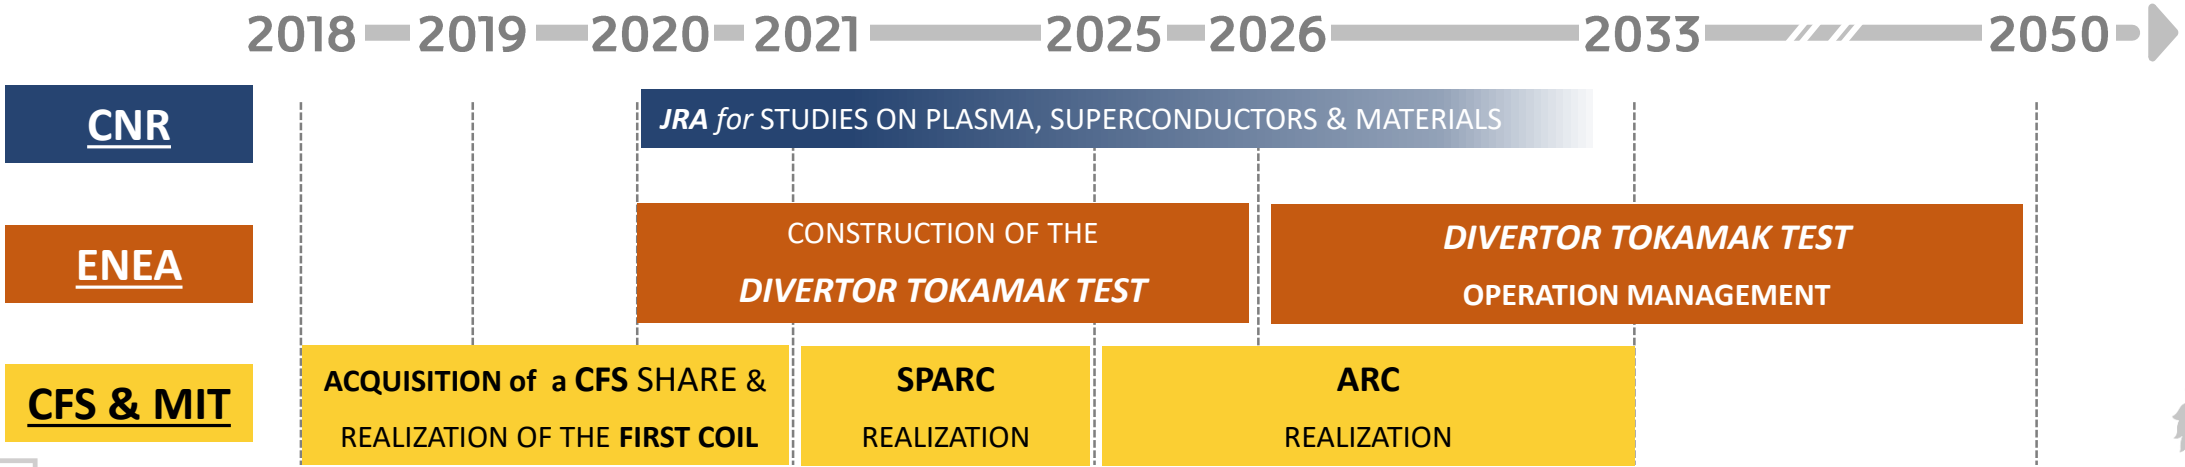 2018 2019 2020 2021 2025 2026 2033 2050
CNR
JRA for STUDIES ON PLASMA, SUPERCONDUCTORS & MATERIALS
ENEA
CONSTRUCTION OF THE
DIVERTOR TOKAMAK TEST
DIVERTOR TOKAMAK TEST
OPERATION MANAGEMENT
CFS & MIT
ACQUISITION of a CFS SHARE &
REALIZATION OF THE FIRST COIL
SPARC
REALIZATION
ARC
REALIZATION